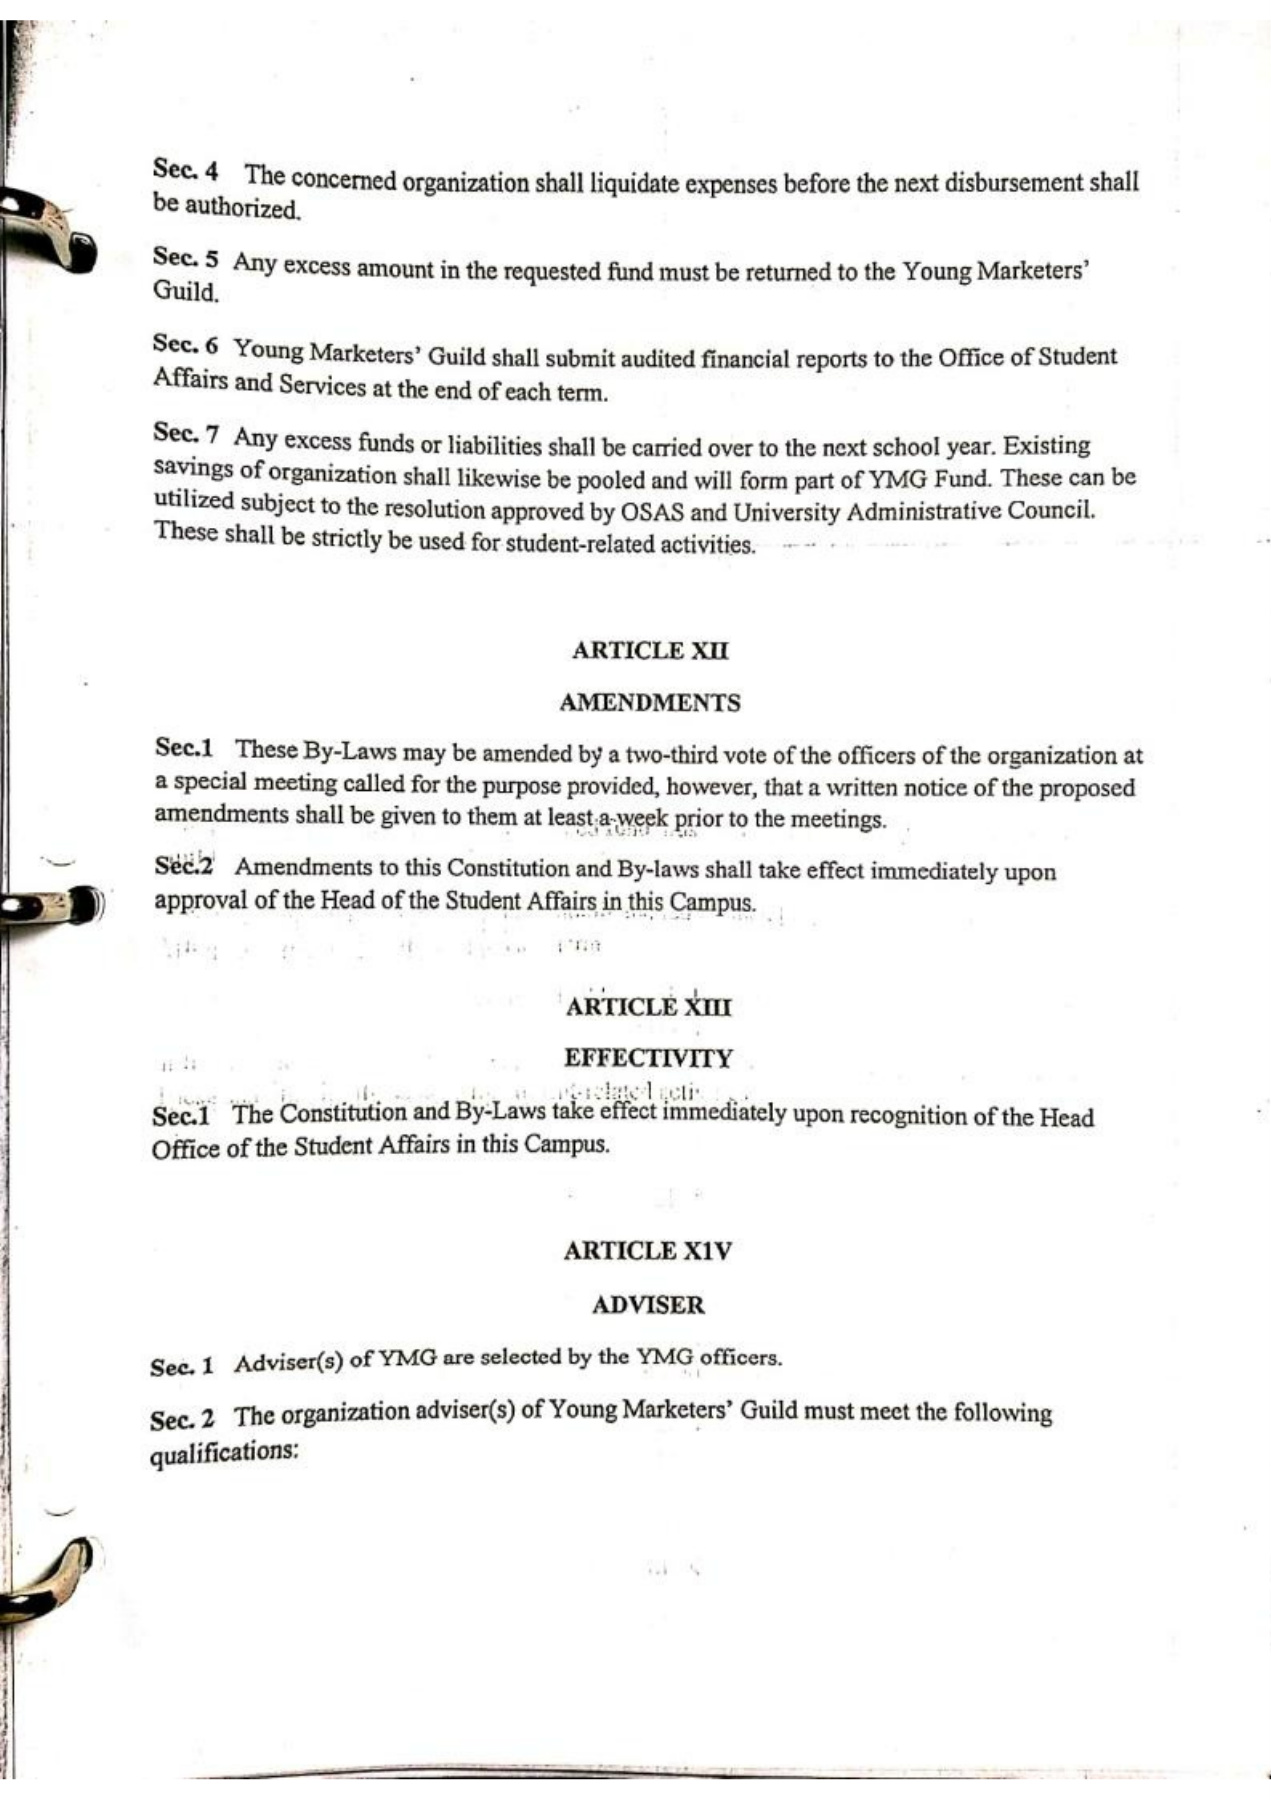 Sec. 4 The concerned organization shall liquidate expenses before the next disbursement shall
be authorized.
Sec. 5 Any excess amount in the requested fund must be returned to the Young Marketers'
Guild.
Sec. 6 Young Marketers' Guild shall submit audited financial reports to the Office of Student
Affairs and Services at the end of each term.
Sec. 7 Any excess funds or liabilities shall be carried over to the next school year. Existing
savings of organization shall likewise be pooled and will form part of YMG Fund. These can be
utilized subject to the resolution approved by OSAS and University Administrative Council.
These shall be strictly be used for student-related activities.
ARTICLE XII
AMENDMENTS
Sec.1 These By-Laws may be amended by a two-third vote of the officers of the organization at
a special meeting called for the purpose provided, however, that a written notice of the proposed
amendments shall be given to them at least a week prior to the meetings.
Sec.2 Amendments to this Constitution and By-laws shall take effect immediately upon
approval of the Head of the Student Affairs in this Campus.
ARTICLE XIII
EFFECTIVITY
Sec.1 The Constitution and By-Laws take effect immediately upon recognition of the Head
Office of the Student Affairs in this Campus.
ARTICLE X1V
ADVISER
Sec. 1 Adviser(s) of YMG are selected by the YMG officers.
Sec. 2 The organization adviser(s) of Young Marketers' Guild must meet the following
qualifications: